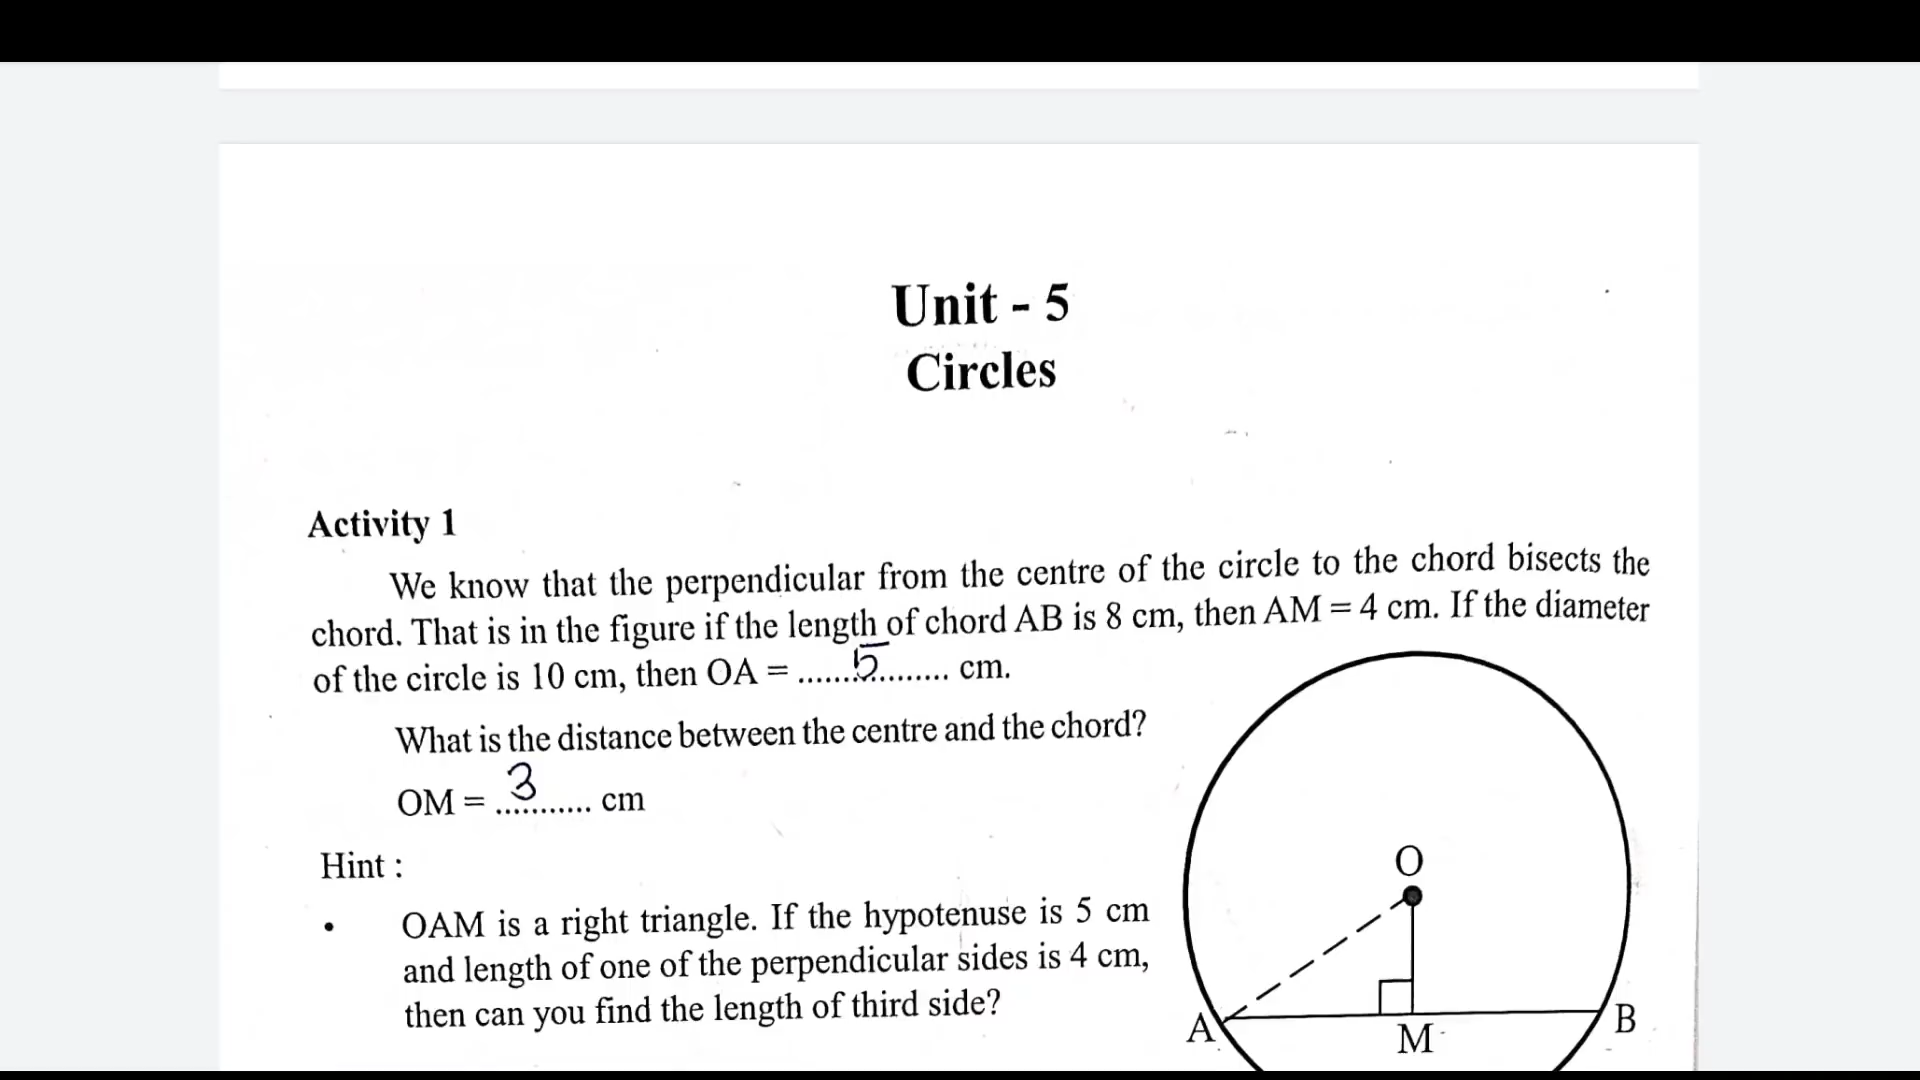 Unit - 5
Circles
Activity 1
We know that the perpendicular from the centre of the circle to the chord bisects the
chord. That is in the figure if the length of chord AB is 8 cm, then AM = 4 cm. If the diameter
of the circle is 10 cm, then OA = ......5......... cm.
What is the distance between the centre and the chord?
OM = ..3......... cm
Hint :
• OAM is a right triangle. If the hypotenuse is 5 cm
and length of one of the perpendicular sides is 4 cm,
then can you find the length of third side?
O
A
M
B